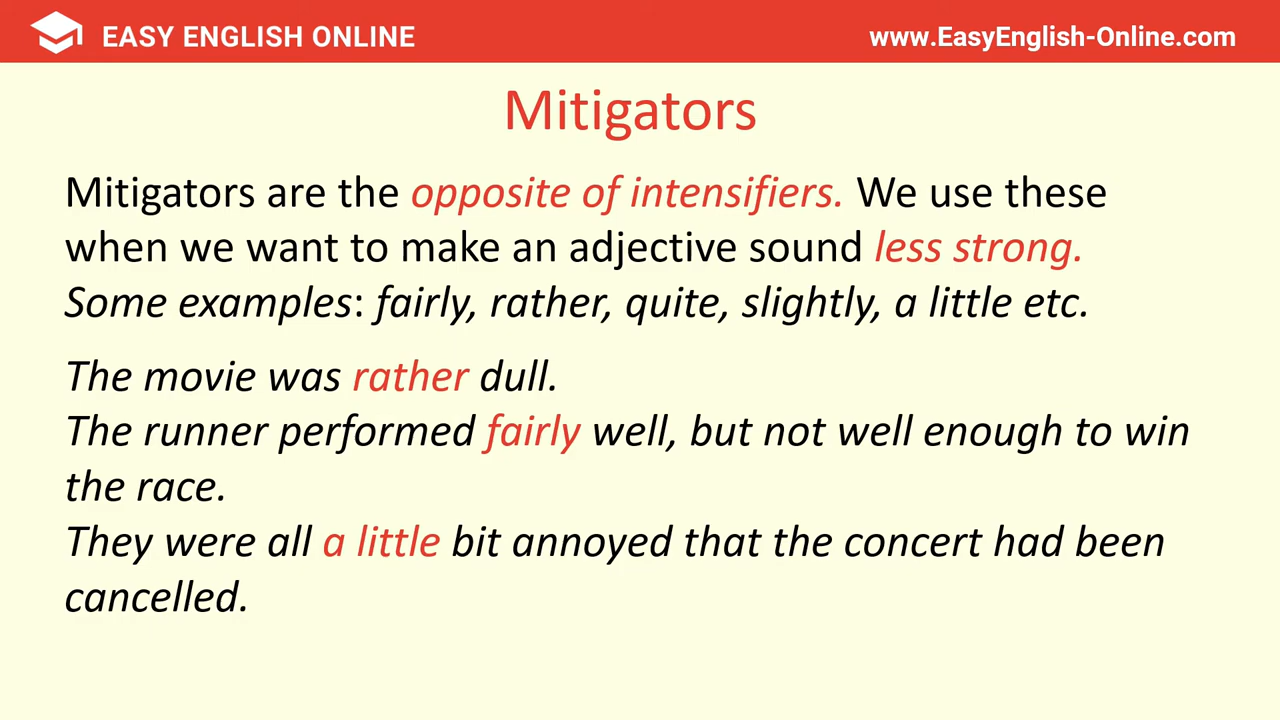 EASY ENGLISH ONLINE
www.EasyEnglish-Online.com
Mitigators
Mitigators are the opposite of intensifiers. We use these
when we want to make an adjective sound less strong.
Some examples: fairly, rather, quite, slightly, a little etc.
The movie was rather dull.
The runner performed fairly well, but not well enough to win
the race.
They were all a little bit annoyed that the concert had been
cancelled.